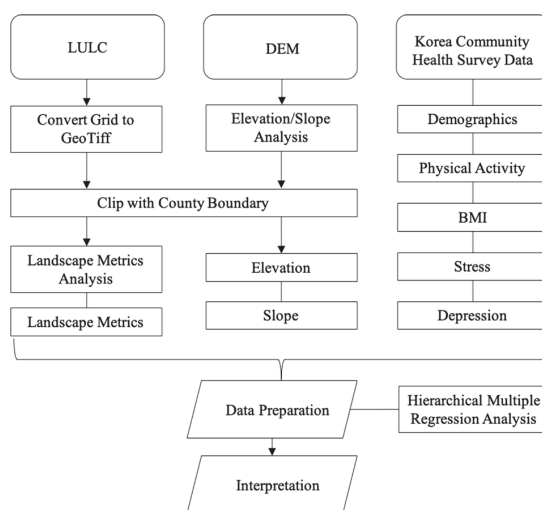 LULC
DEM
Korea Community
Health Survey Data
Convert Grid to
GeoTiff
Elevation/Slope
Analysis
Demographics
Physical Activity
Clip with County Boundary
BMI
Landscape Metrics
Analysis
Elevation
Stress
Landscape Metrics
Slope
Depression
Data Preparation
Hierarchical Multiple
Regression Analysis
Interpretation